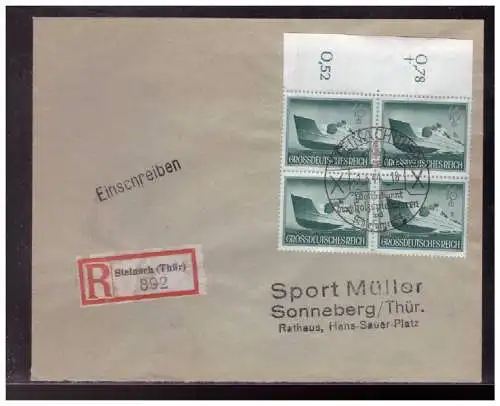 0,52 0,78
GROSSDEUTSCHES REICH GROSSDEUTSCHES REICH
GROSSDEUTSCHES REICH GROSSDEUTSCHES REICH
Einschreiben
R Steinach (Thür)
892
Sport Müller
Sonneberg/Thür.
Rathaus, Hans-Sauer-Platz